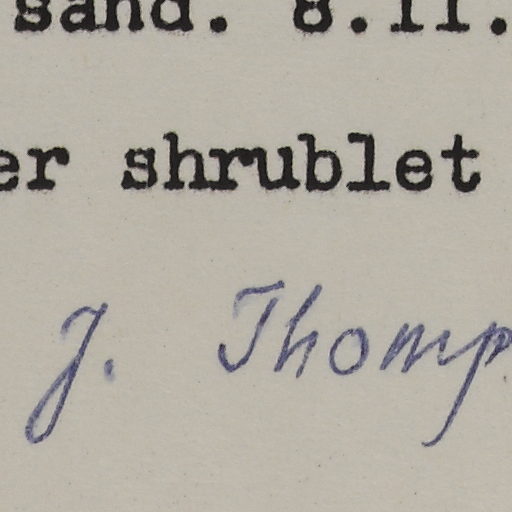 sand. 8.11.
er shrublet
J. Thomp